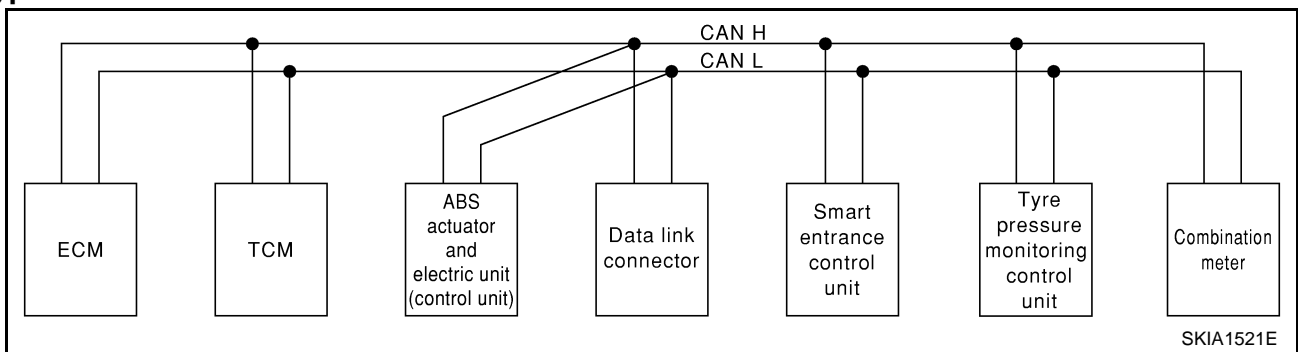 CAN H
CAN L
ECM
TCM
ABS
actuator
and
electric unit
(control unit)
Data link
connector
Smart
entrance
control
unit
Tyre
pressure
monitoring
control
unit
Combination
meter
SKIA1521E